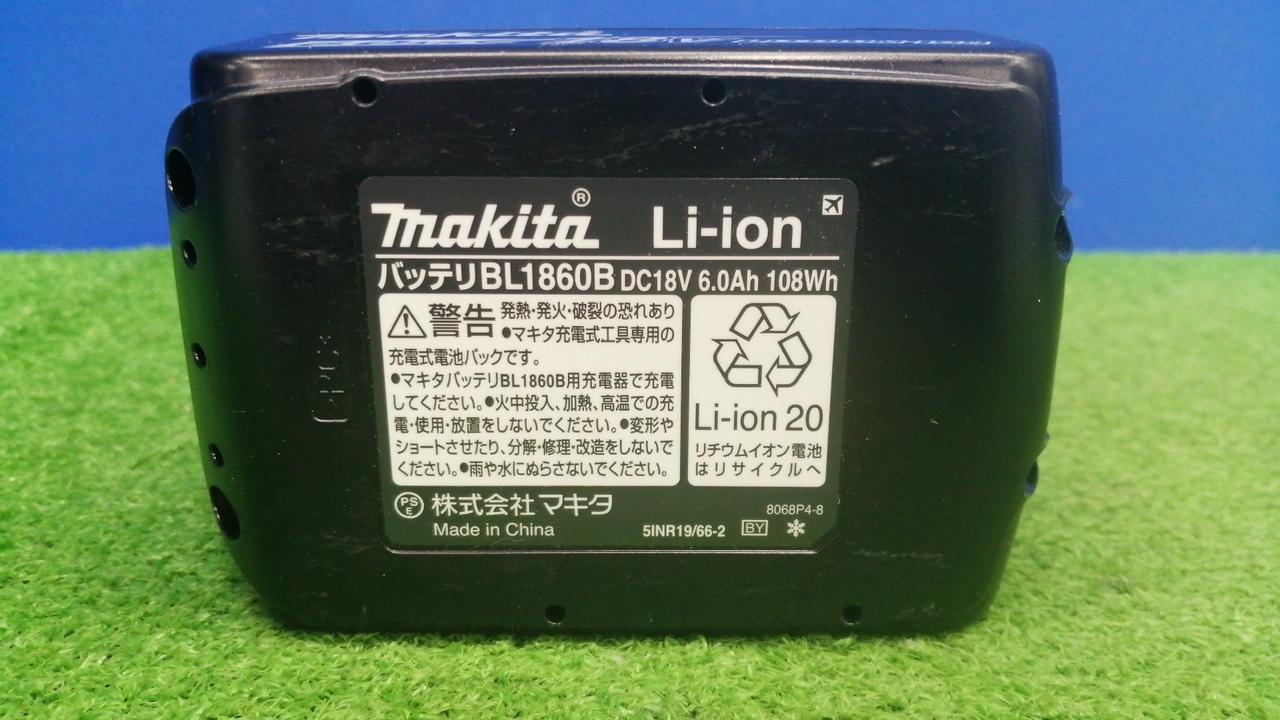 makita® Li-ion
バッテリBL1860B DC18V 6.0Ah 108Wh
警告 発熱・発火・破裂の恐れあり
●マキタ充電式工具専用の
充電式電池パックです。
●マキタバッテリBL1860B用充電器で充電
してください。●火中投入、加熱、高温での充
電・使用・放置をしないでください。●変形や
ショートさせたり、分解・修理・改造をしないで
ください。●雨や水にぬらさないでください。
Li-ion 20
リチウムイオン電池
はリサイクルへ
PSE 株式会社 マキタ
Made in China
8068P4-8
5INR19/66-2 BY